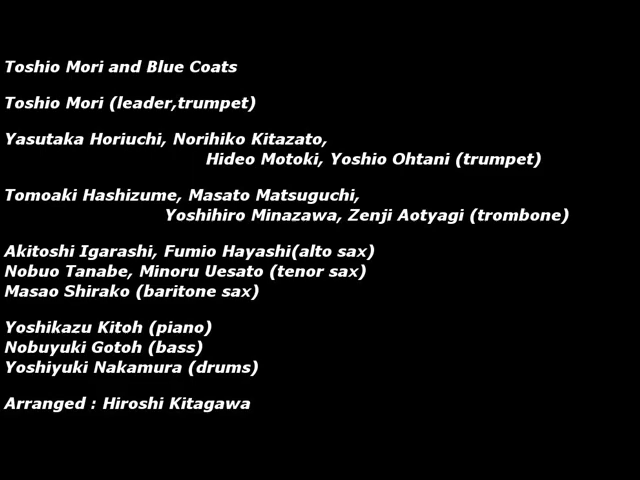 Toshio Mori and Blue Coats
Toshio Mori (leader,trumpet)
Yasutaka Horiuchi, Norihiko Kitazato,
Hideo Motoki, Yoshio Ohtani (trumpet)
Tomoaki Hashizume, Masato Matsuguchi,
Yoshihiro Minazawa, Zenji Aotyagi (trombone)
Akitoshi Igarashi, Fumio Hayashi(alto sax)
Nobuo Tanabe, Minoru Uesato (tenor sax)
Masao Shirako (baritone sax)
Yoshikazu Kitoh (piano)
Nobuyuki Gotoh (bass)
Yoshiyuki Nakamura (drums)
Arranged : Hiroshi Kitagawa